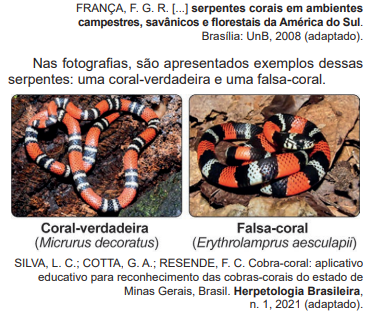 FRANÇA, F. G. R. [...] serpentes corais em ambientes
campestres, savânicos e florestais da América do Sul.
Brasília: UnB, 2008 (adaptado).
Nas fotografias, são apresentados exemplos dessas
serpentes: uma coral-verdadeira e uma falsa-coral.
Coral-verdadeira
(Micrurus decoratus)
Falsa-coral
(Erythrolamprus aesculapii)
SILVA, L. C.; COTTA, G. A.; RESENDE, F. C. Cobra-coral: aplicativo
educativo para reconhecimento das cobras-corais do estado de
Minas Gerais, Brasil. Herpetologia Brasileira,
n. 1, 2021 (adaptado).